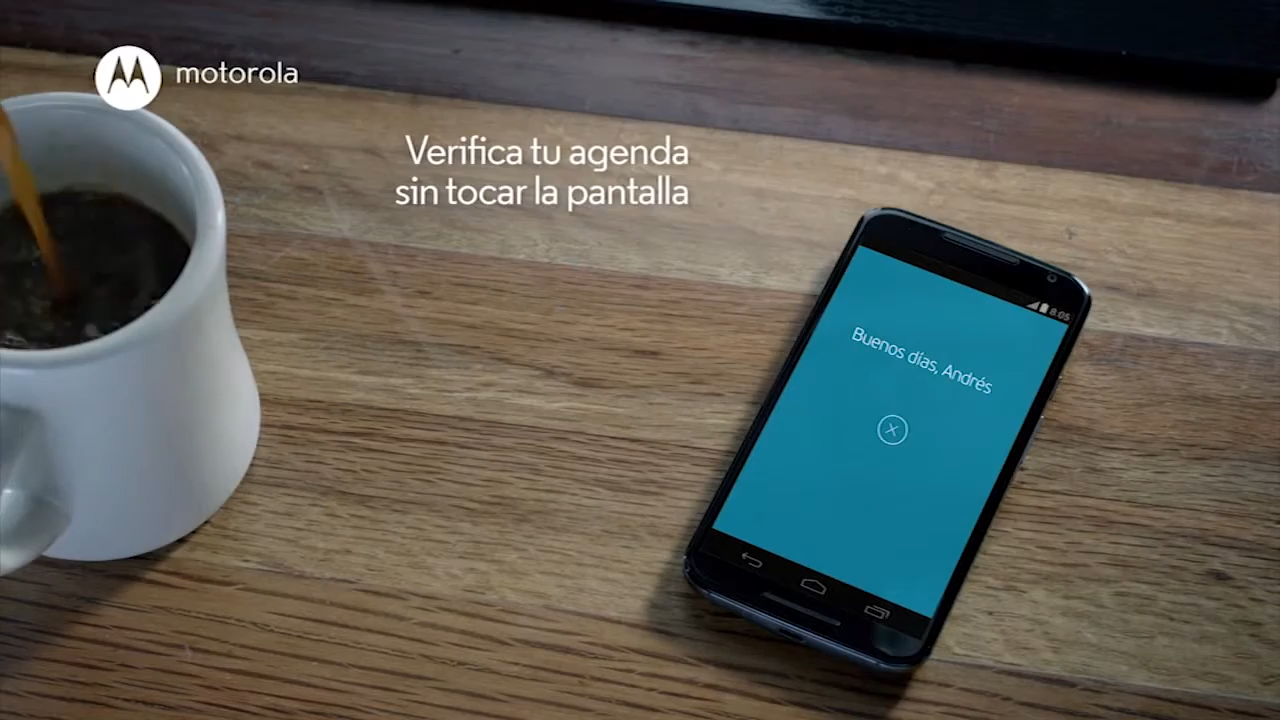 motorola
Verifica tu agenda
sin tocar la pantalla
8:05
Buenos días, Andrés